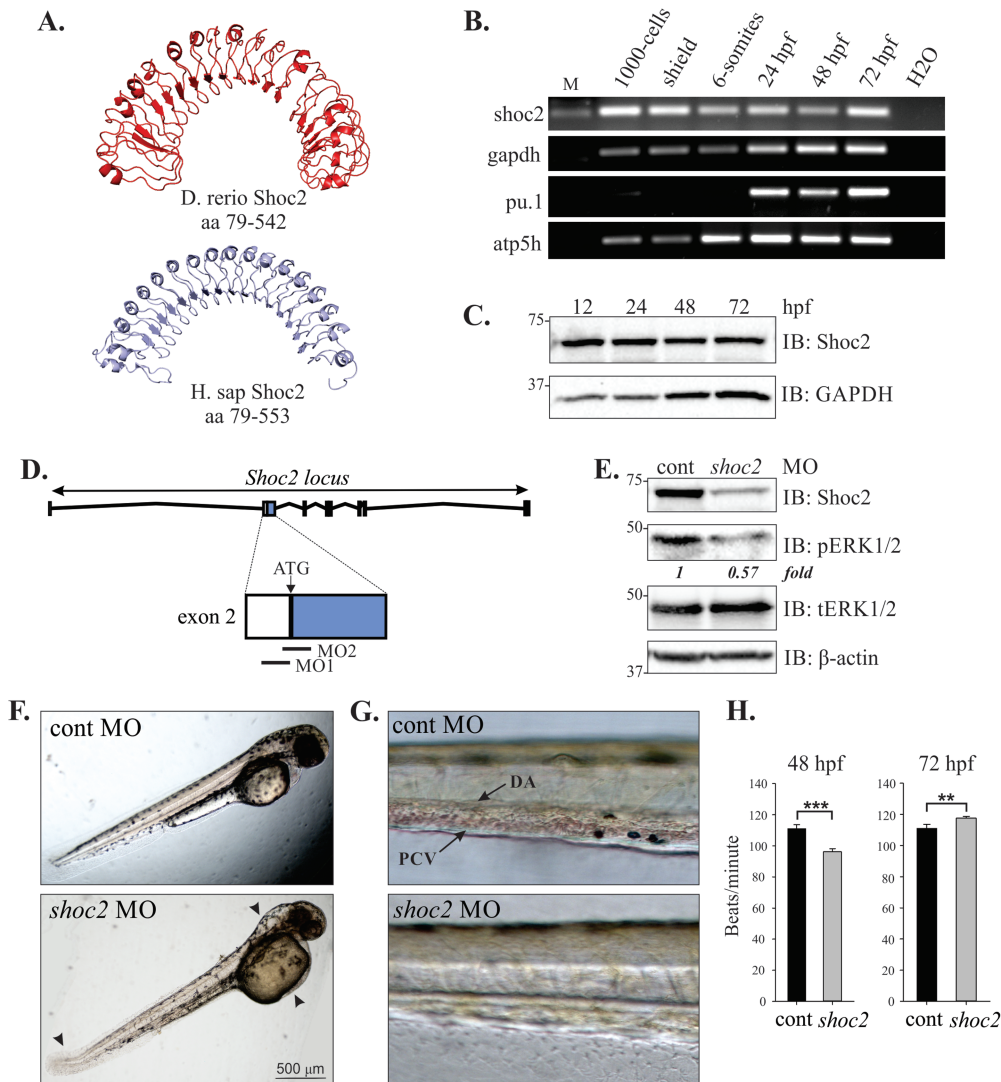 A.
D. rerio Shoc2
aa 79-542
H. sap Shoc2
aa 79-553
B.
M 1000-cells shield 6-somites 24 hpf 48 hpf 72 hpf H2O
shoc2
gapdh
pu.1
atp5h
C.
12 24 48 72 hpf
75
IB: Shoc2
37
IB: GAPDH
D.
Shoc2 locus
ATG
exon 2
MO2
MO1
E.
cont shoc2 MO
75
IB: Shoc2
50
IB: pERK1/2
1 0.57 fold
50
IB: tERK1/2
37
IB: β-actin
F.
cont MO
shoc2 MO
500 μm
G.
cont MO
DA
PCV
shoc2 MO
H.
48 hpf
Beats/minute
140
120
100
80
60
40
20
0
***
cont shoc2
72 hpf
140
120
100
80
60
40
20
0
**
cont shoc2